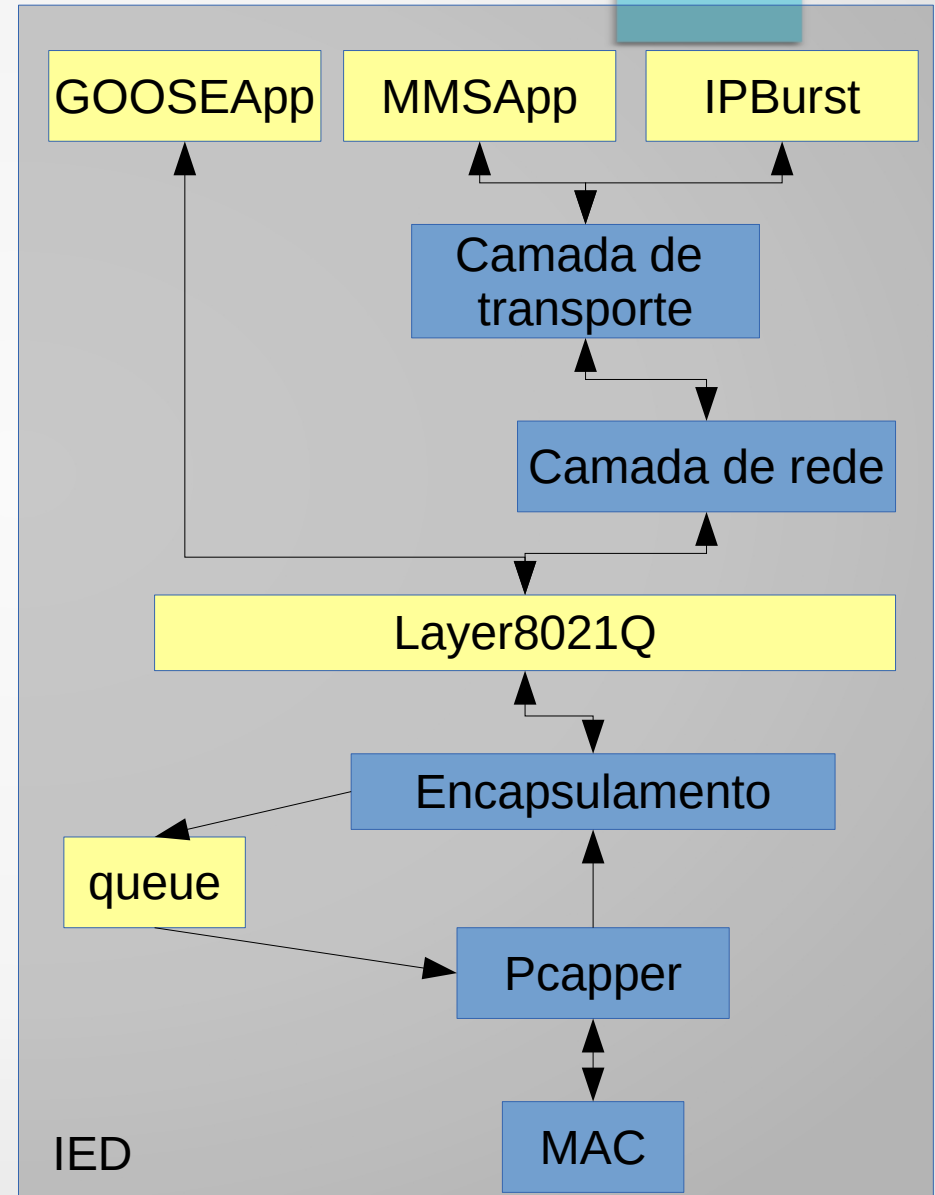 GOOSEApp
MMSApp
IPBurst
Camada de
transporte
Camada de rede
Layer8021Q
Encapsulamento
queue
Pcapper
MAC
IED